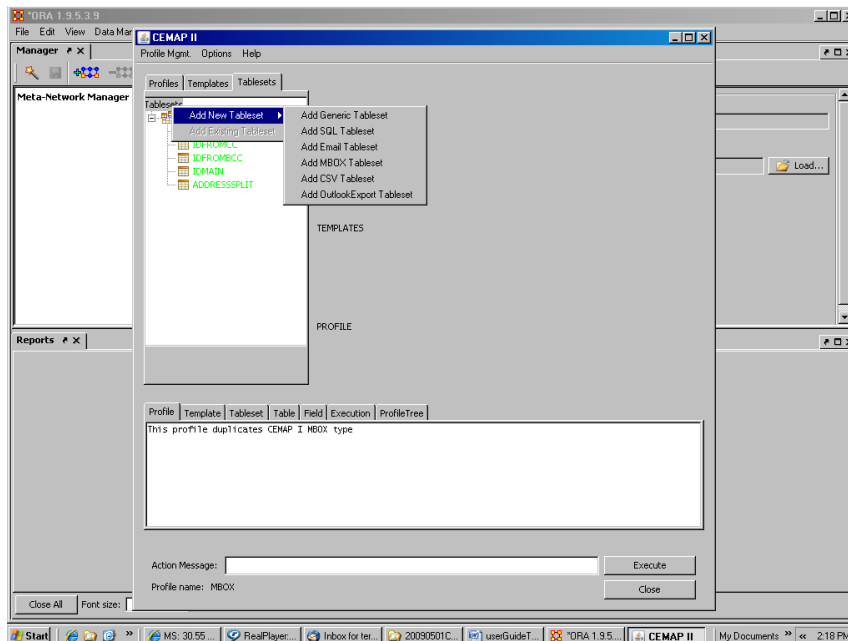 *ORA 1.9.5.3.9
File Edit View Data Mar
CEMAP II
Profile Mgmt. Options Help
Manager
Meta-Network Manager
Profiles Templates Tablesets
Tablesets
Add New Tableset
Add Existing Tableset
IDFROMCC
IDFROMBCC
IDMAIN
ADDRESSSPLIT
Add Generic Tableset
Add SQL Tableset
Add Email Tableset
Add MBOX Tableset
Add CSV Tableset
Add OutlookExport Tableset
Load...
TEMPLATES
PROFILE
Reports
Profile Template Tableset Table Field Execution ProfileTree
This profile duplicates CEMAP I MBOX type
Action Message:
Execute
Profile name: MBOX
Close
Close All Font size:
Start MS: 30.55 ... RealPlayer:... Inbox for ter... 20090501C... userGuideT... *ORA 1.9.5... CEMAP II My Documents 2:18 PM